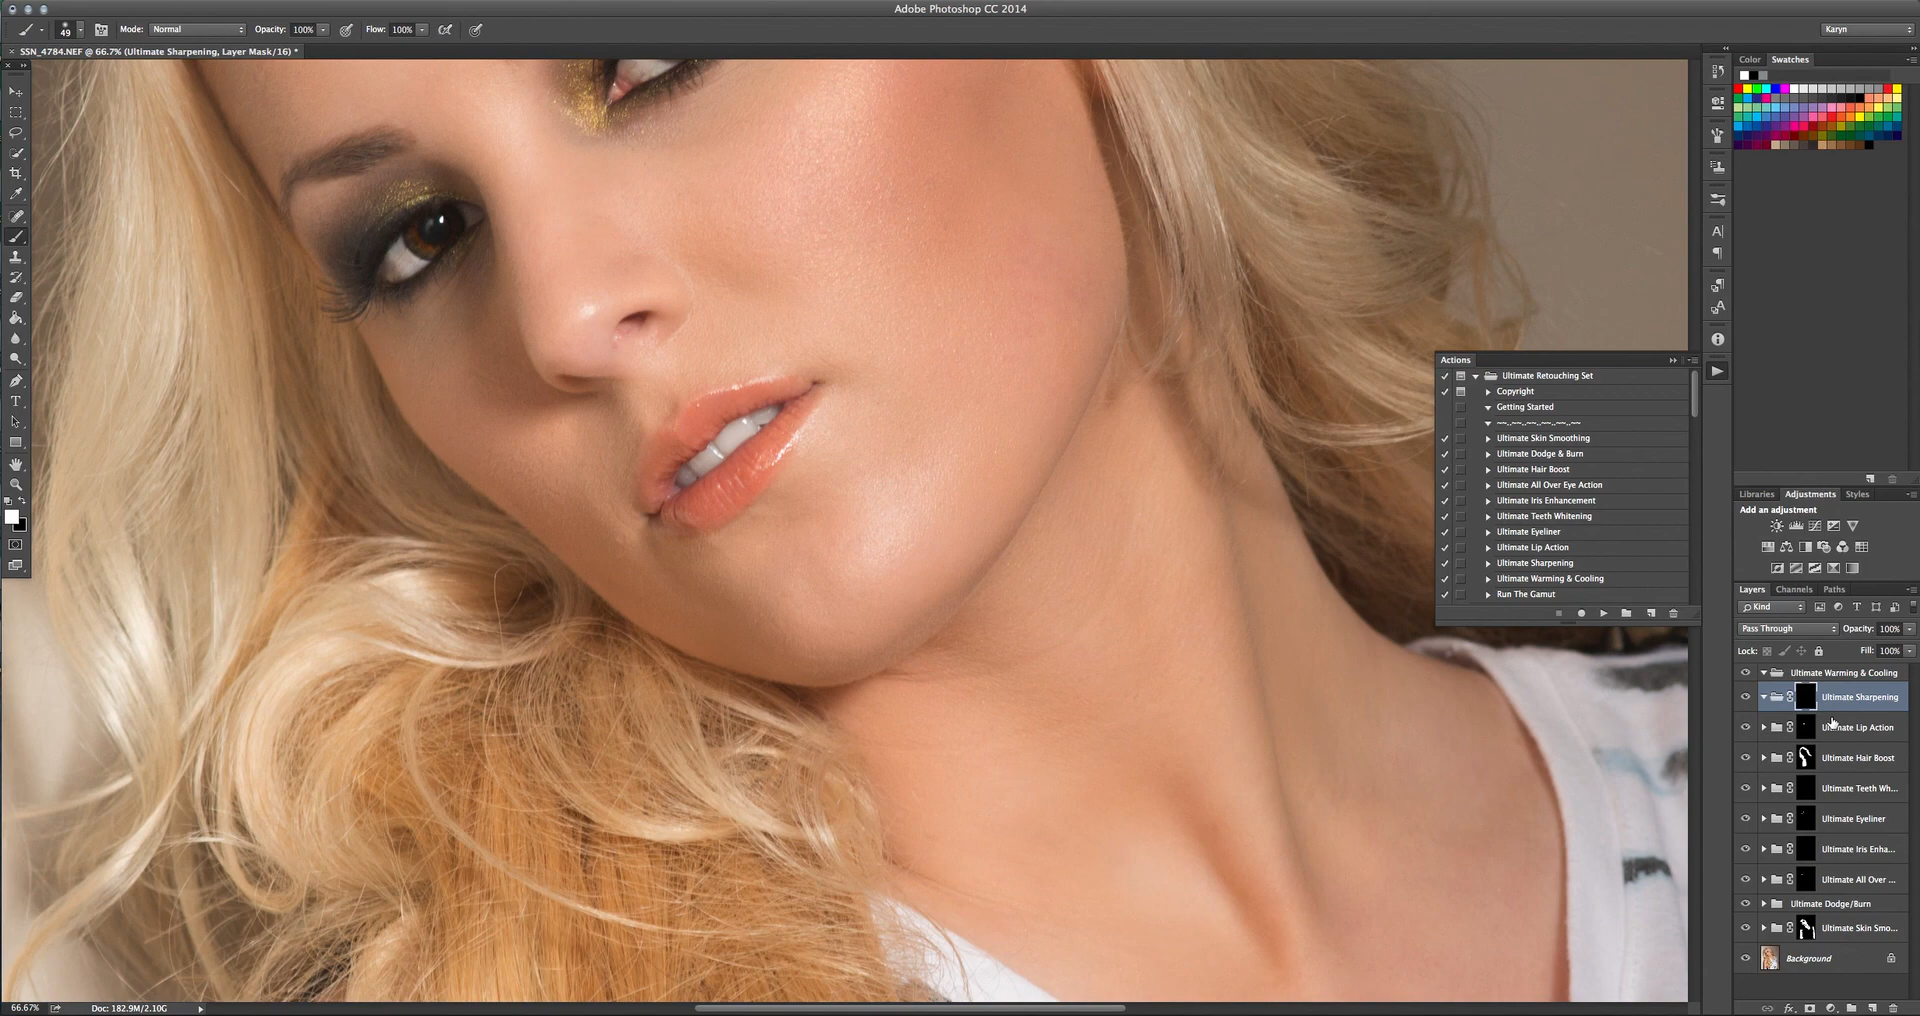 Adobe Photoshop CC 2014
49 Mode: Normal Opacity: 100% Flow: 100% Karyn
× SSN_4784.NEF @ 66.7% (Ultimate Sharpening, Layer Mask/16) *
Color Swatches
Actions
Ultimate Retouching Set
Copyright
Getting Started
~~..~~..~~..~~..~~..~~
Ultimate Skin Smoothing
Ultimate Dodge & Burn
Ultimate Hair Boost
Ultimate All Over Eye Action
Ultimate Iris Enhancement
Ultimate Teeth Whitening
Ultimate Eyeliner
Ultimate Lip Action
Ultimate Sharpening
Ultimate Warming & Cooling
Run The Gamut
Libraries Adjustments Styles
Add an adjustment
Layers Channels Paths
Kind
Pass Through Opacity: 100%
Lock: Fill: 100%
Ultimate Warming & Cooling
Ultimate Sharpening
Ultimate Lip Action
Ultimate Hair Boost
Ultimate Teeth Wh...
Ultimate Eyeliner
Ultimate Iris Enha...
Ultimate All Over ...
Ultimate Dodge/Burn
Ultimate Skin Smo...
Background
66.67% Doc: 182.9M/2.10G